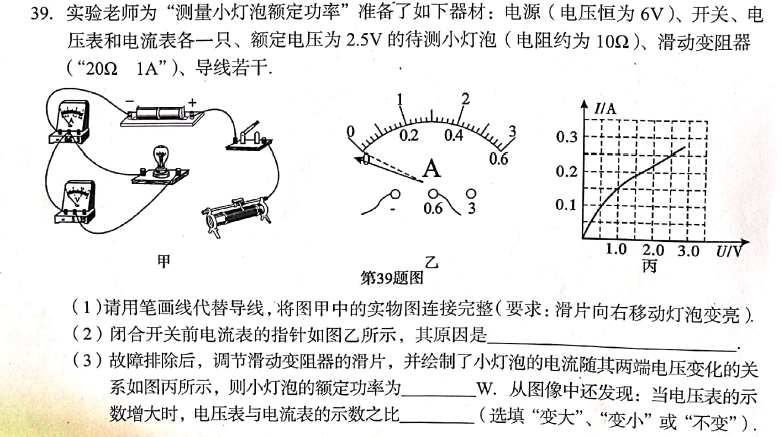 39. 实验老师为“测量小灯泡额定功率”准备了如下器材：电源（电压恒为 6V）、开关、电
压表和电流表各一只、额定电压为 2.5V 的待测小灯泡（电阻约为 10Ω）、滑动变阻器
（“20Ω 1A”）、导线若干.
A
V
− +
甲
0 1 2 3
0 0.2 0.4 0.6
A
- 0.6 3
乙
第39题图
I/A
0.3
0.2
0.1
1.0 2.0 3.0 U/V
丙
（1）请用笔画线代替导线，将图甲中的实物图连接完整（要求：滑片向右移动灯泡变亮）.
（2）闭合开关前电流表的指针如图乙所示，其原因是____________.
（3）故障排除后，调节滑动变阻器的滑片，并绘制了小灯泡的电流随其两端电压变化的关
系如图丙所示，则小灯泡的额定功率为________W. 从图像中还发现：当电压表的示
数增大时，电压表与电流表的示数之比________（选填“变大”、“变小”或“不变”）.